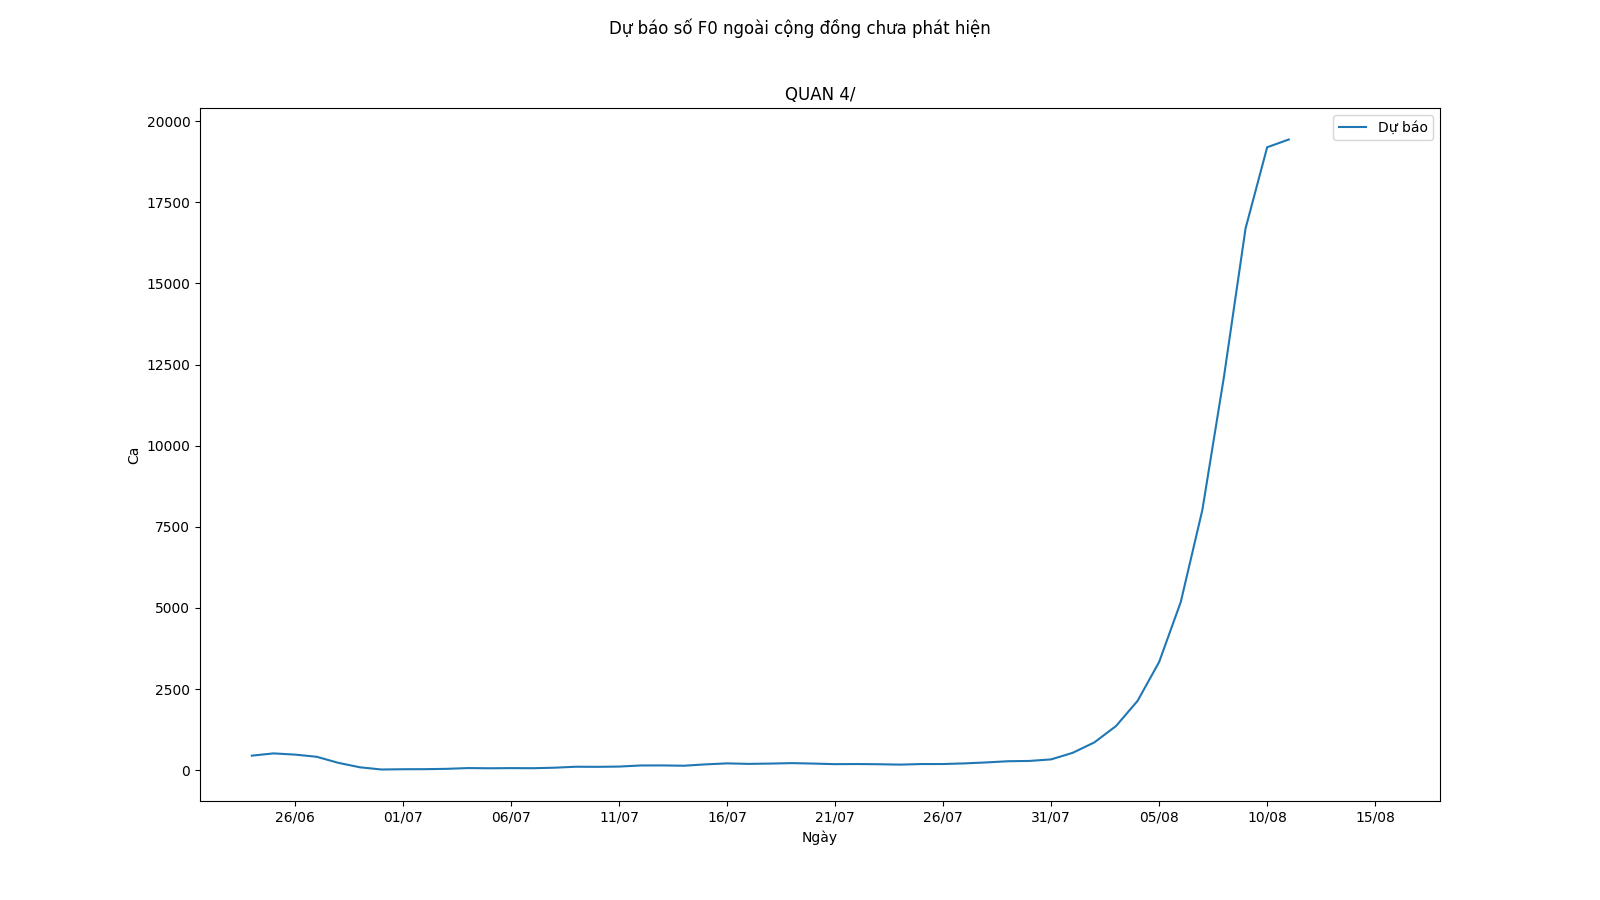 Dự báo số F0 ngoài cộng đồng chưa phát hiện
QUAN 4/
Dự báo
20000
17500
15000
12500
10000
7500
5000
2500
0
Ca
26/06 01/07 06/07 11/07 16/07 21/07 26/07 31/07 05/08 10/08 15/08
Ngày